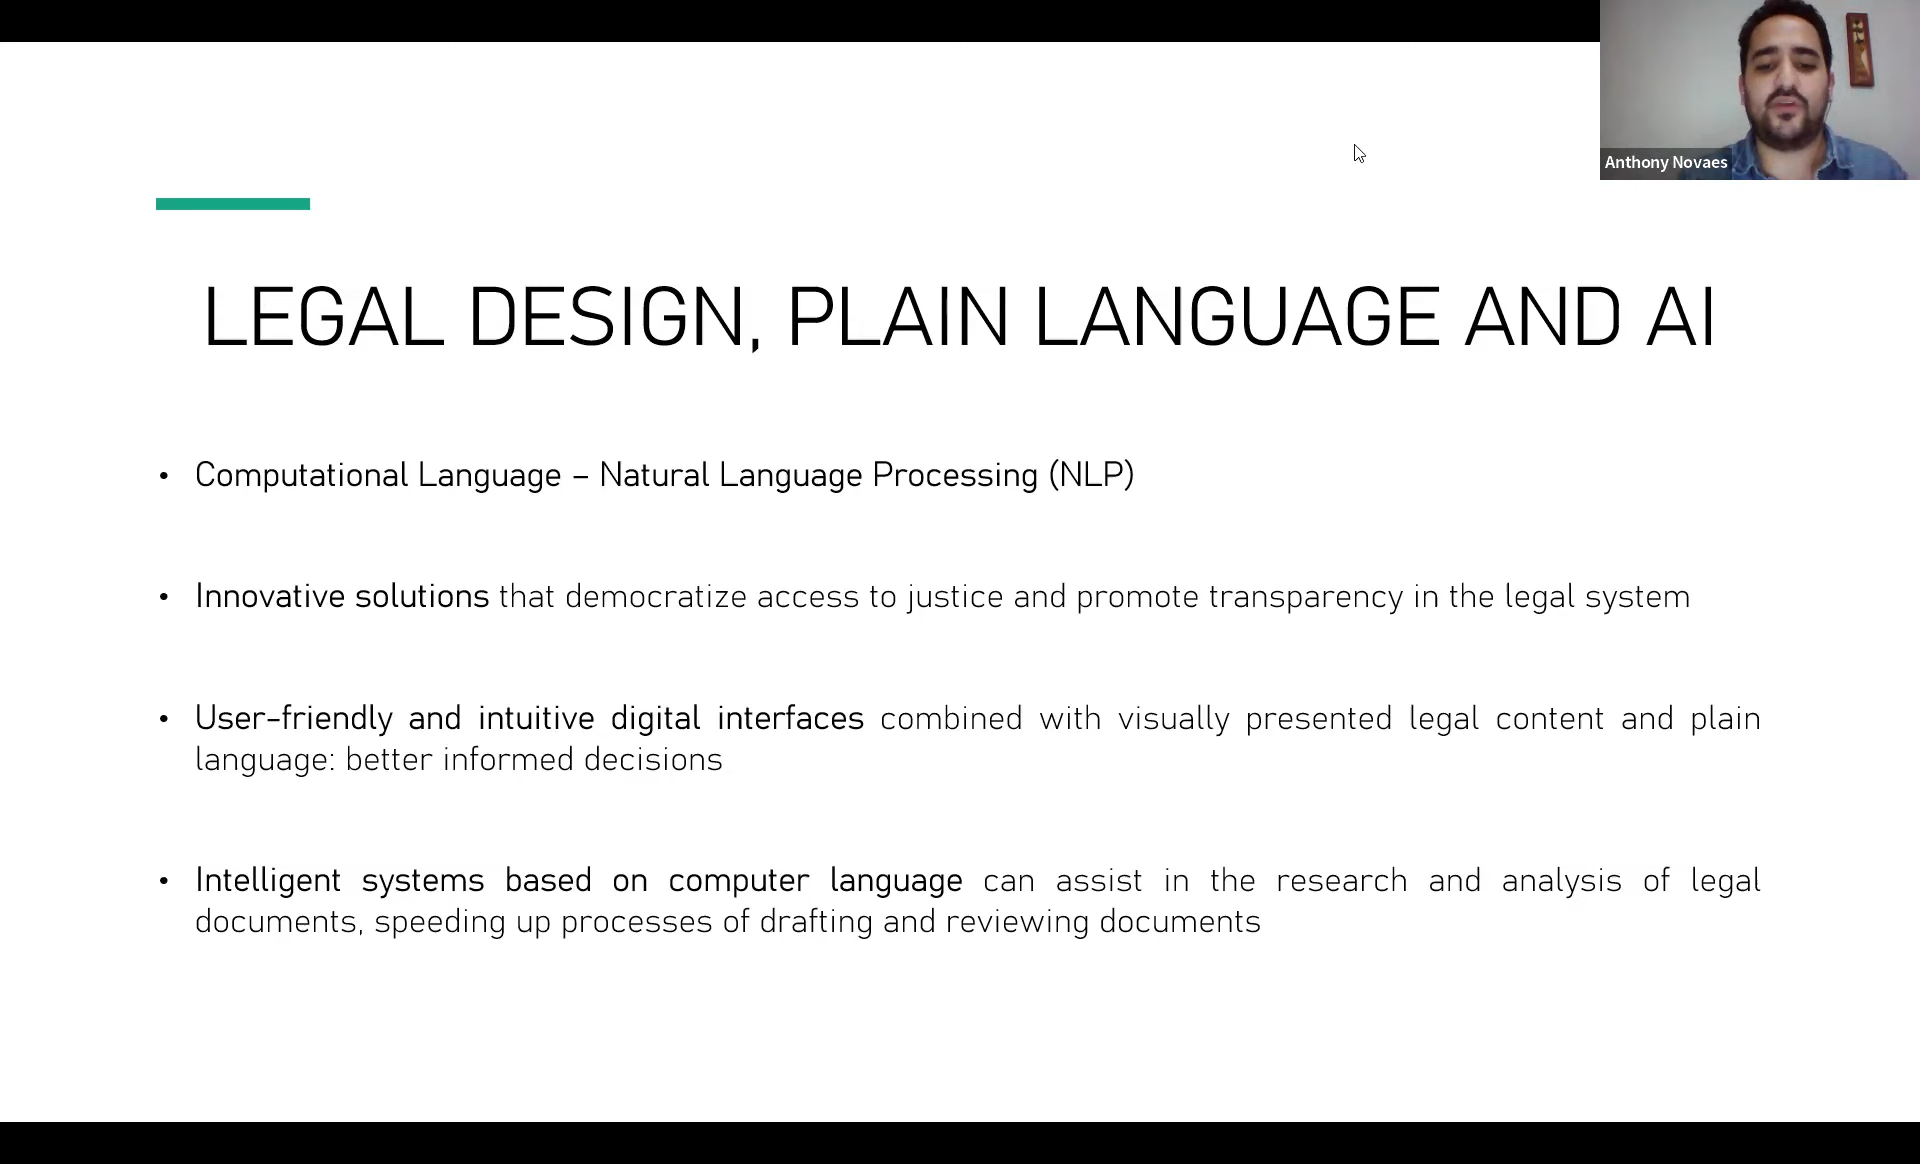 Anthony Novaes
LEGAL DESIGN, PLAIN LANGUAGE AND AI
• Computational Language – Natural Language Processing (NLP)
• Innovative solutions that democratize access to justice and promote transparency in the legal system
• User-friendly and intuitive digital interfaces combined with visually presented legal content and plain
language: better informed decisions
• Intelligent systems based on computer language can assist in the research and analysis of legal
documents, speeding up processes of drafting and reviewing documents